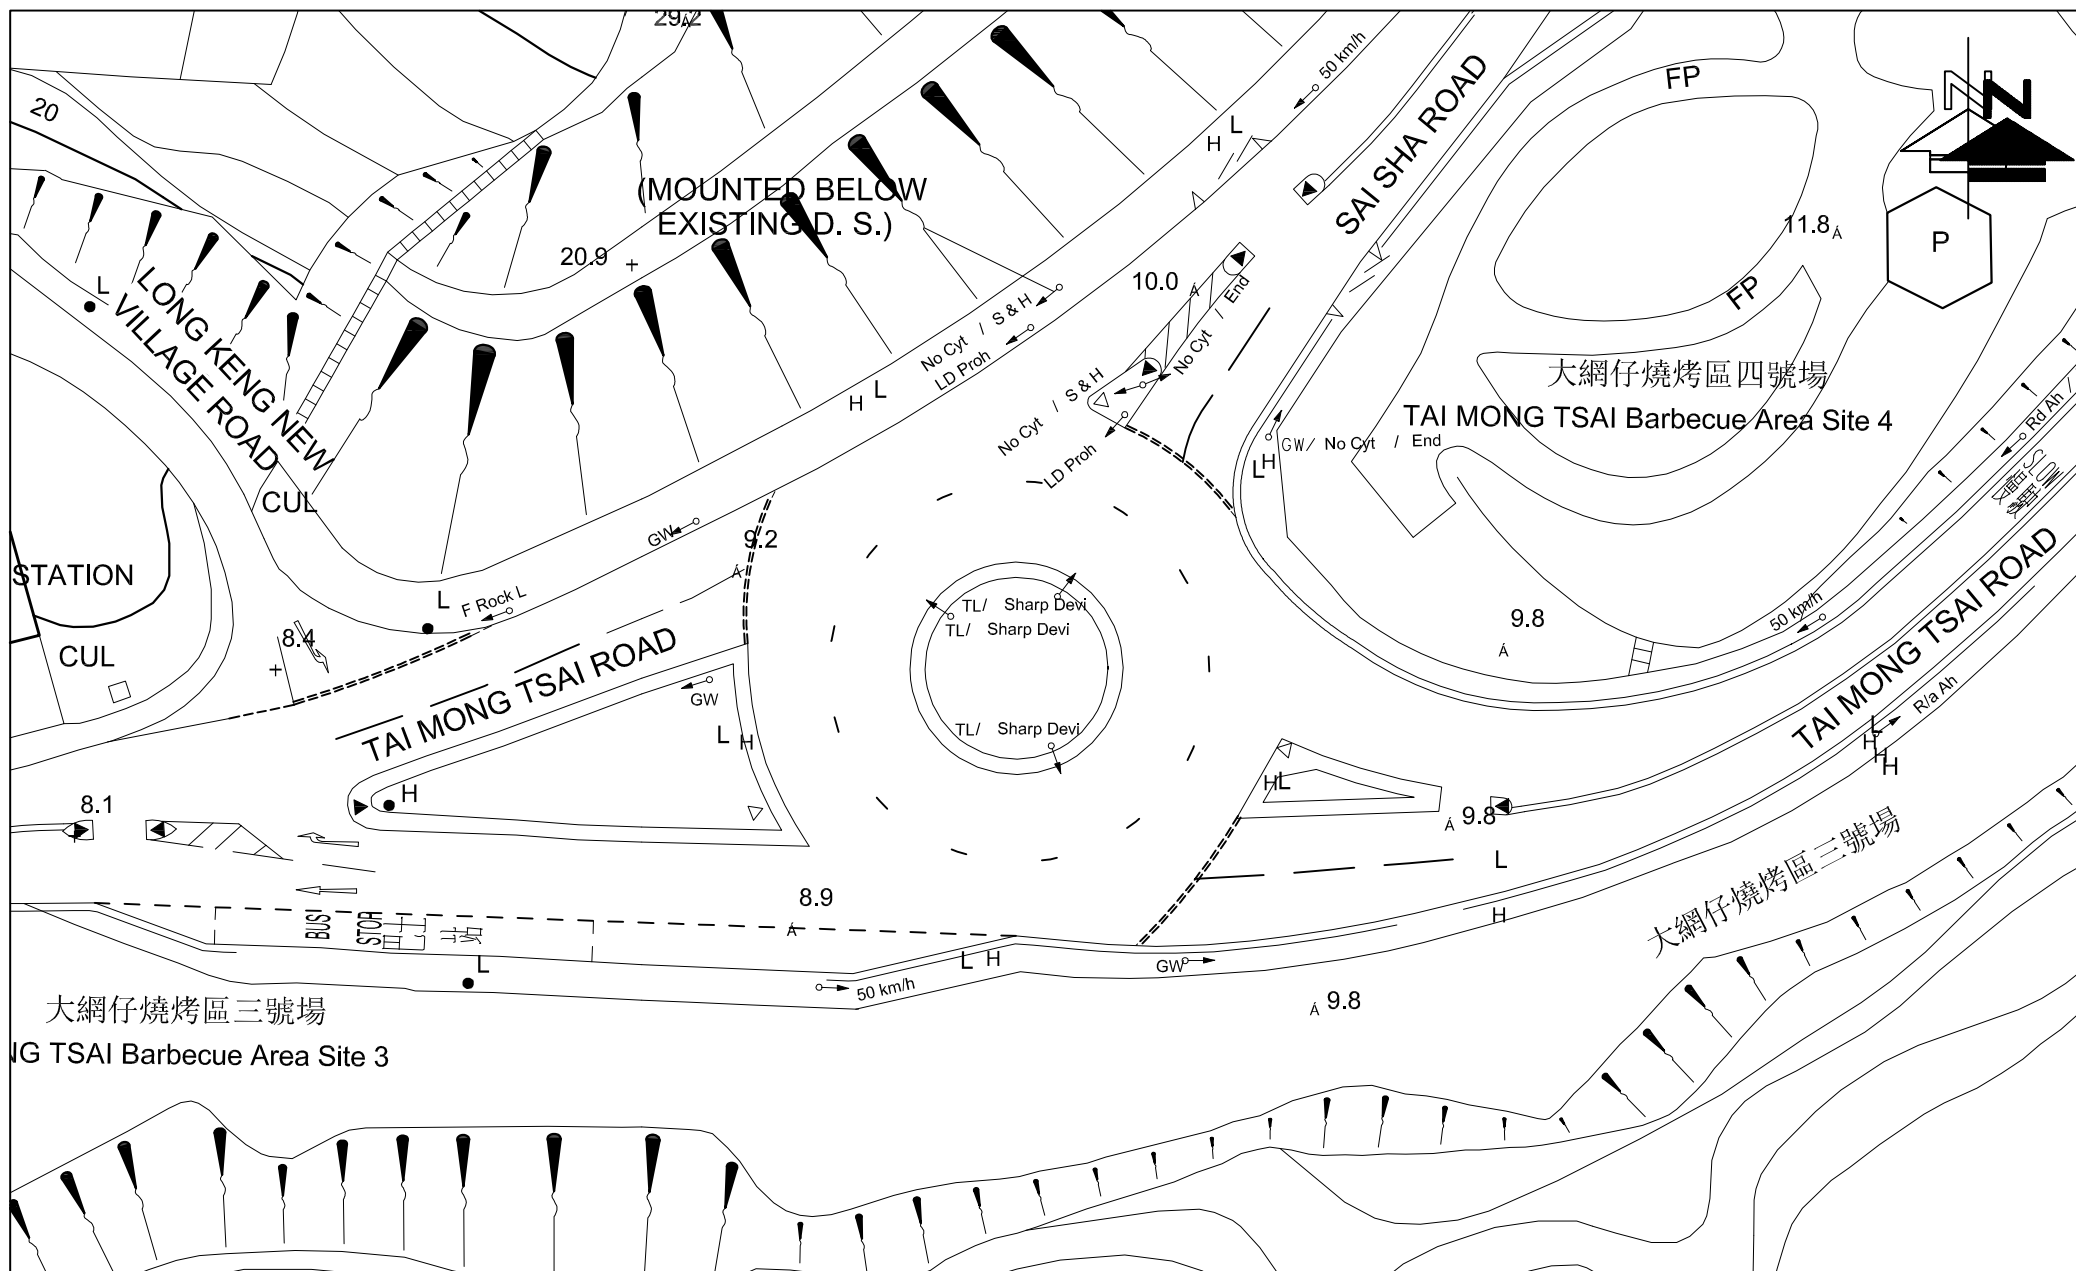 29.2
50 km/h
SAI SHA ROAD
FP
N
20
L
H
(MOUNTED BELOW
EXISTING D. S.)
20.9
11.8
P
10.0
FP
L
LONG KENG NEW
VILLAGE ROAD
No Cyt / S & H
LD Proh
No Cyt / End
H L
No Cyt / S & H
LD Proh
大網仔燒烤區四號場
TAI MONG TSAI Barbecue Area Site 4
GW/ No Cyt / End
L H
Rd Ah /
SLOW
CUL
GW
9.2
STATION
L
F Rock L
TL/ Sharp Devi
TL/ Sharp Devi
9.8
50 km/h
TAI MONG TSAI ROAD
8.4
CUL
TAI MONG TSAI ROAD
GW
L H
TL/ Sharp Devi
R/a Ah
L
H
H
H
H
8.1
HL
9.8
L
大網仔燒烤區三號場
8.9
H
BUS STOP
巴士站
L
L H
GW
50 km/h
9.8
大網仔燒烤區三號場
NG TSAI Barbecue Area Site 3